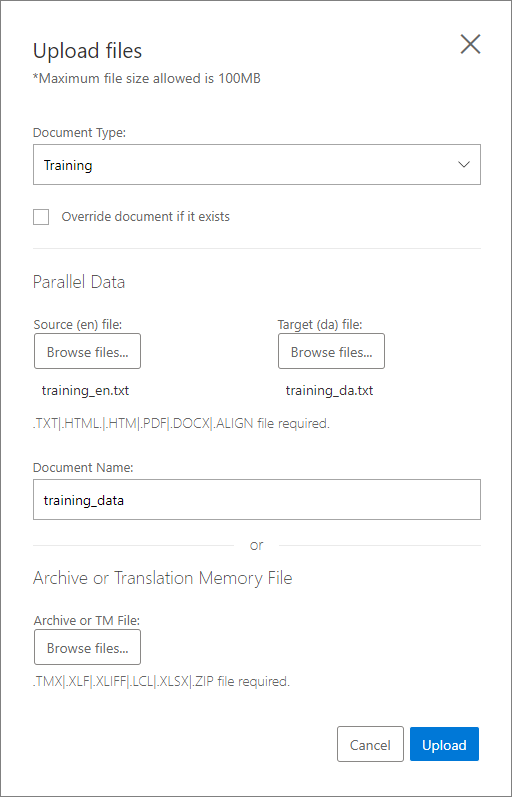 Upload files
*Maximum file size allowed is 100MB
Document Type:
Training
Override document if it exists
Parallel Data
Source (en) file:
Target (da) file:
Browse files...
Browse files...
training_en.txt
training_da.txt
.TXT|.HTML.|.HTM|.PDF|.DOCX|.ALIGN file required.
Document Name:
training_data
or
Archive or Translation Memory File
Archive or TM File:
Browse files...
.TMX|.XLF|.XLIFF|.LCL|.XLSX|.ZIP file required.
Cancel
Upload